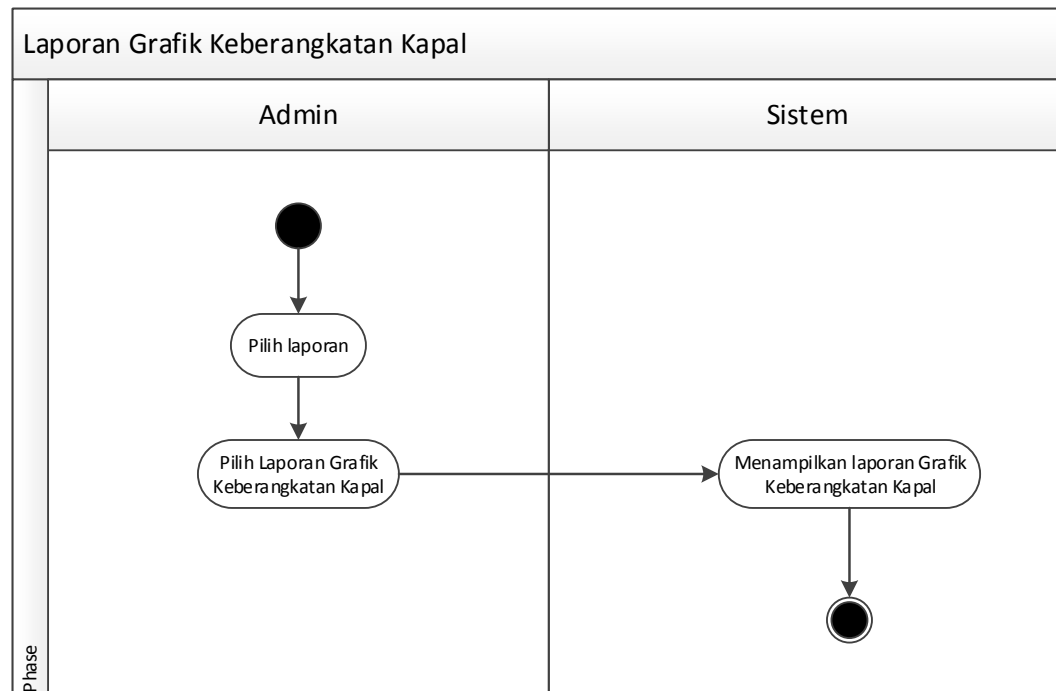 Laporan Grafik Keberangkatan Kapal
Admin
Sistem
Pilih laporan
Pilih Laporan Grafik
Keberangkatan Kapal
Menampilkan laporan Grafik
Keberangkatan Kapal
Phase